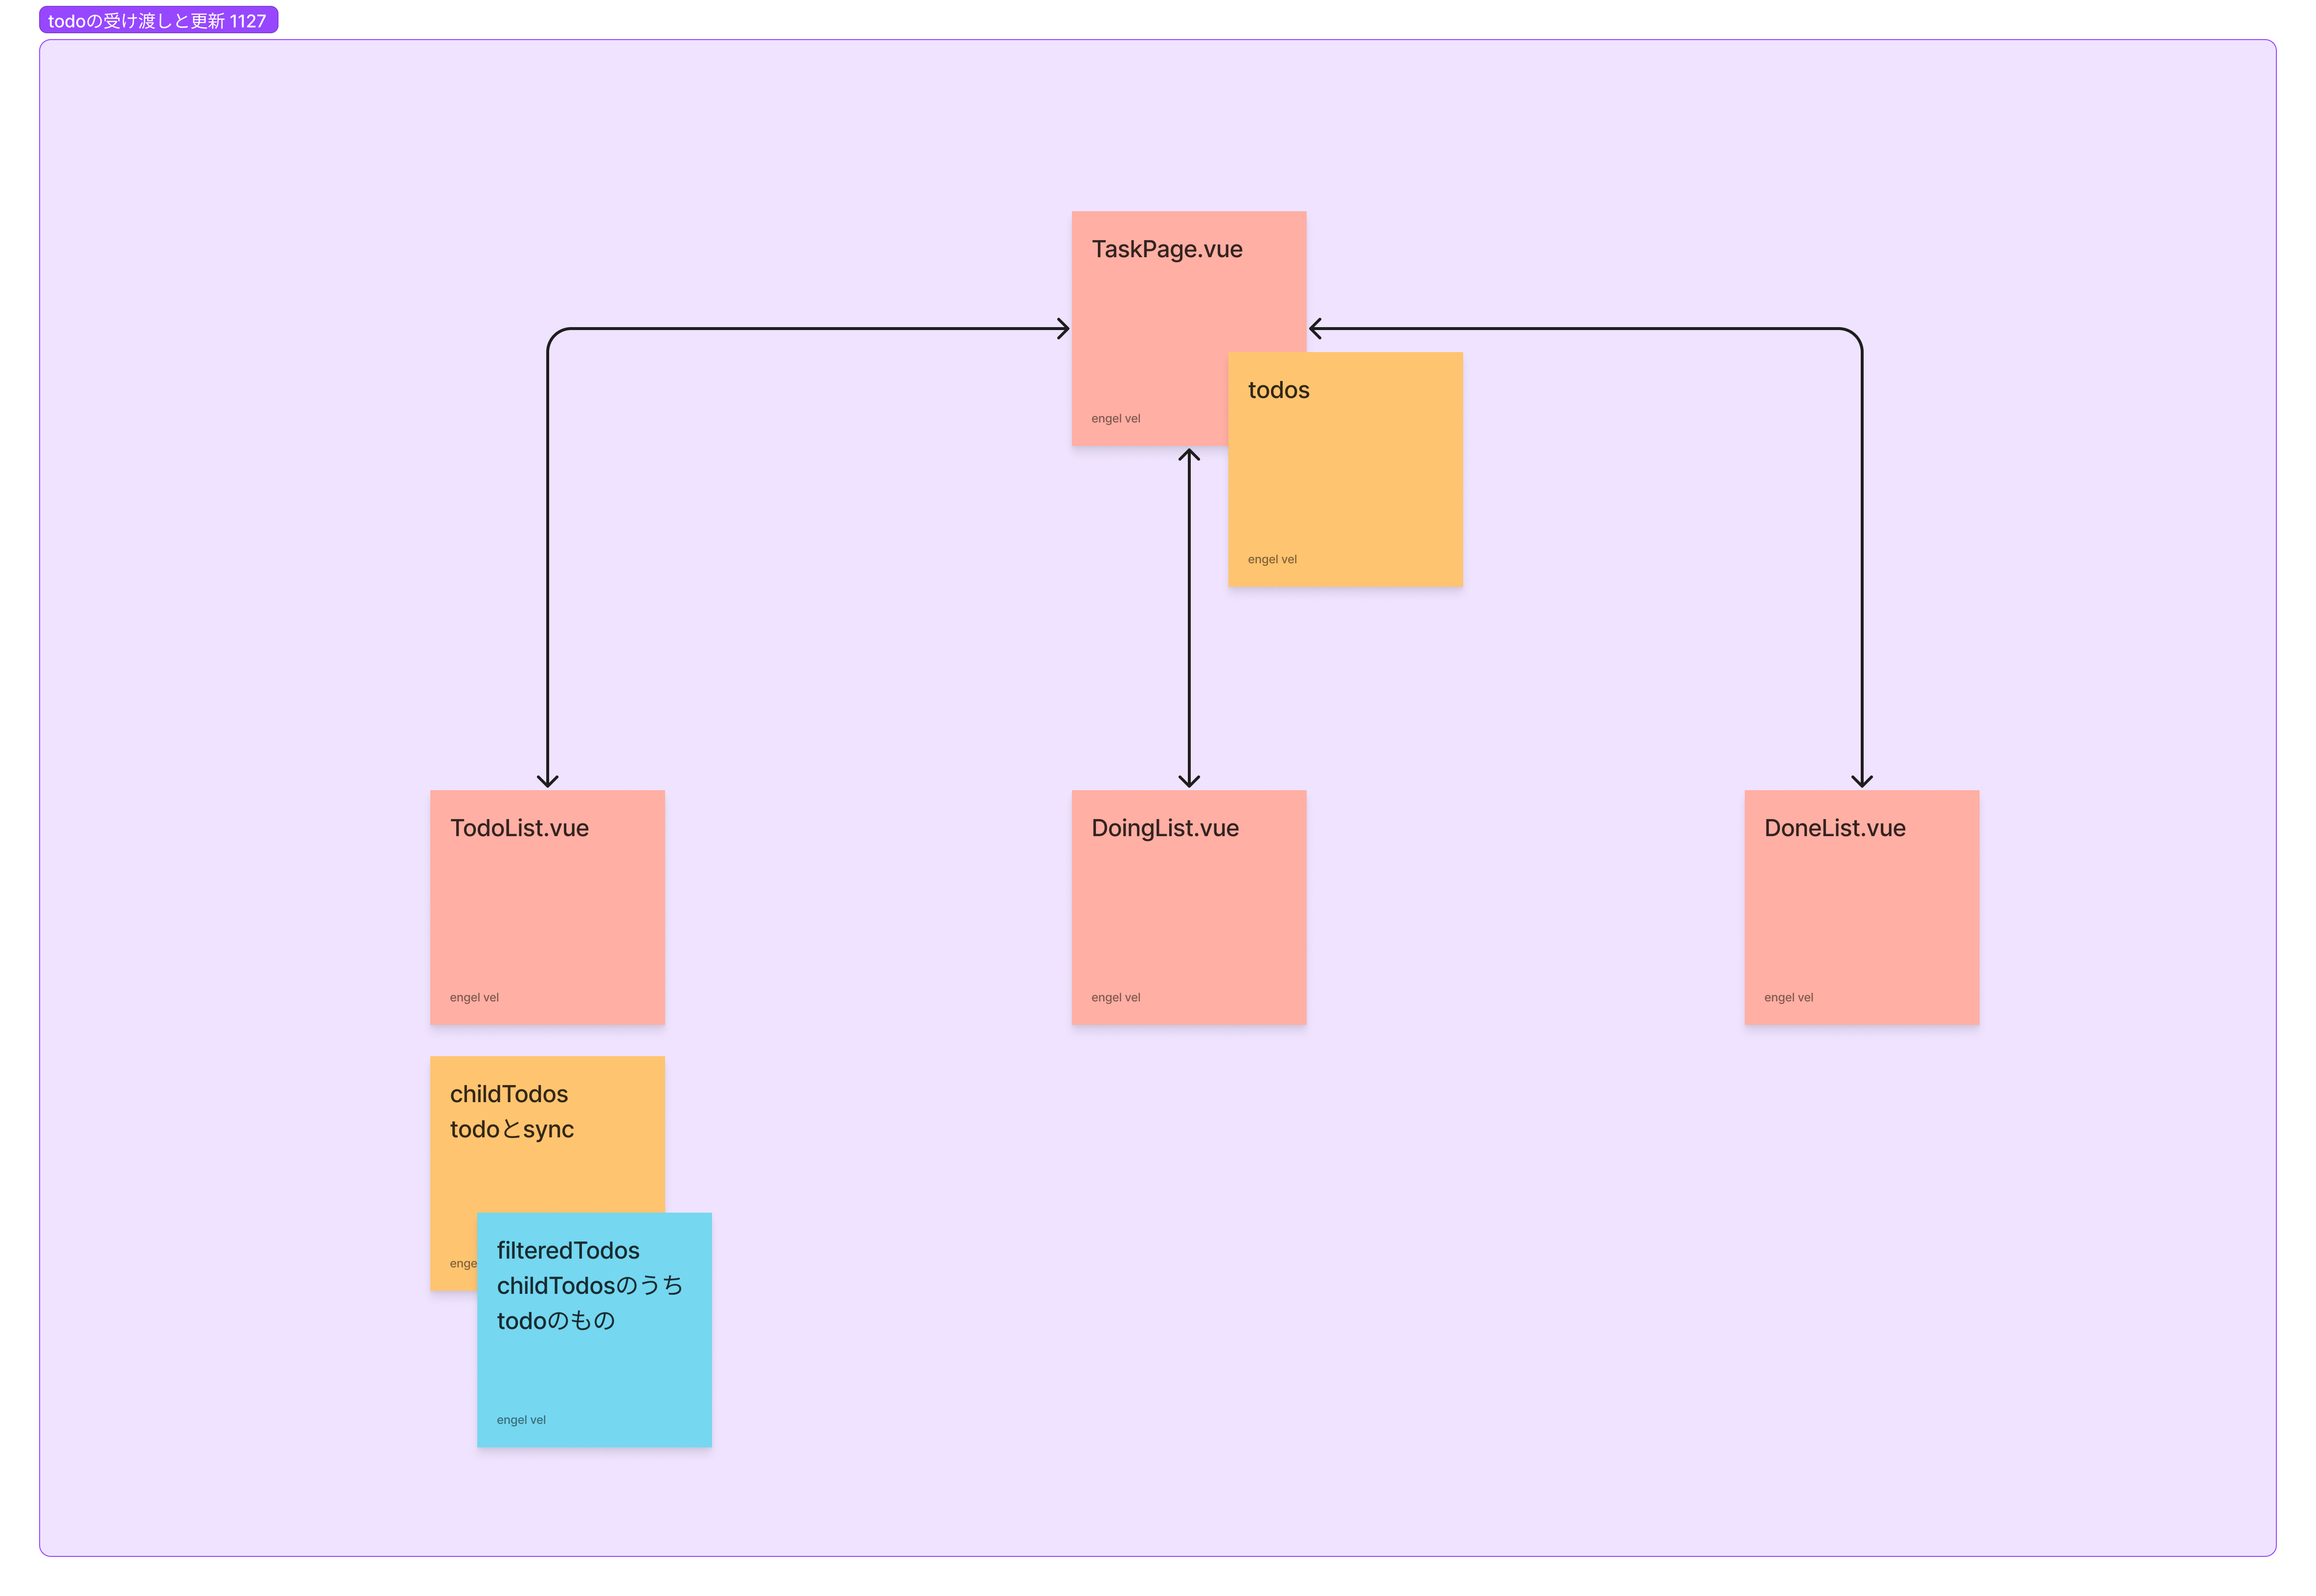 todoの受け渡しと更新 1127
TaskPage.vue
engel vel
todos
engel vel
TodoList.vue
engel vel
DoingList.vue
engel vel
DoneList.vue
engel vel
childTodos
todoとsync
enge
filteredTodos
childTodosのうち
todoのもの
engel vel